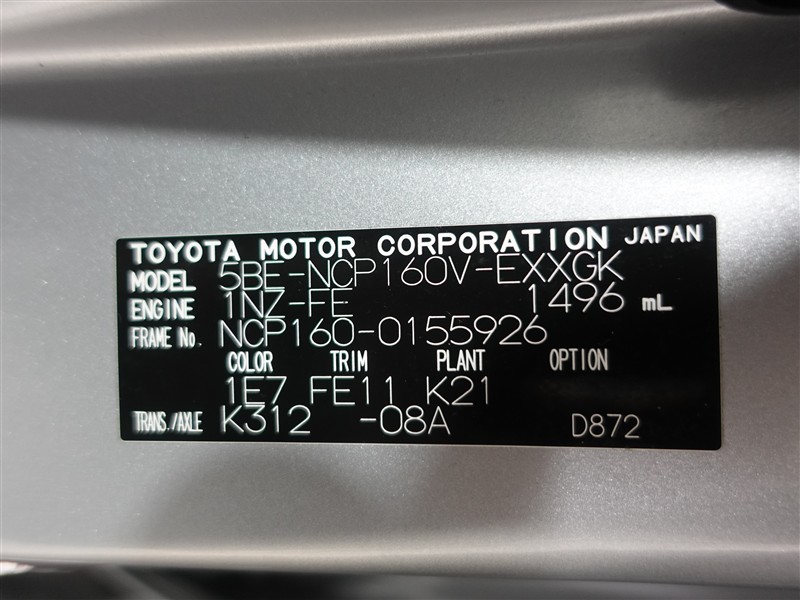 TOYOTA MOTOR CORPORATION JAPAN
MODEL 5BE-NCP160V-EXXGK
ENGINE 1NZ-FE 1496 mL
FRAME No. NCP160-0155926
COLOR TRIM PLANT OPTION
1E7 FE11 K21
TRANS./AXLE K312 -08A D872